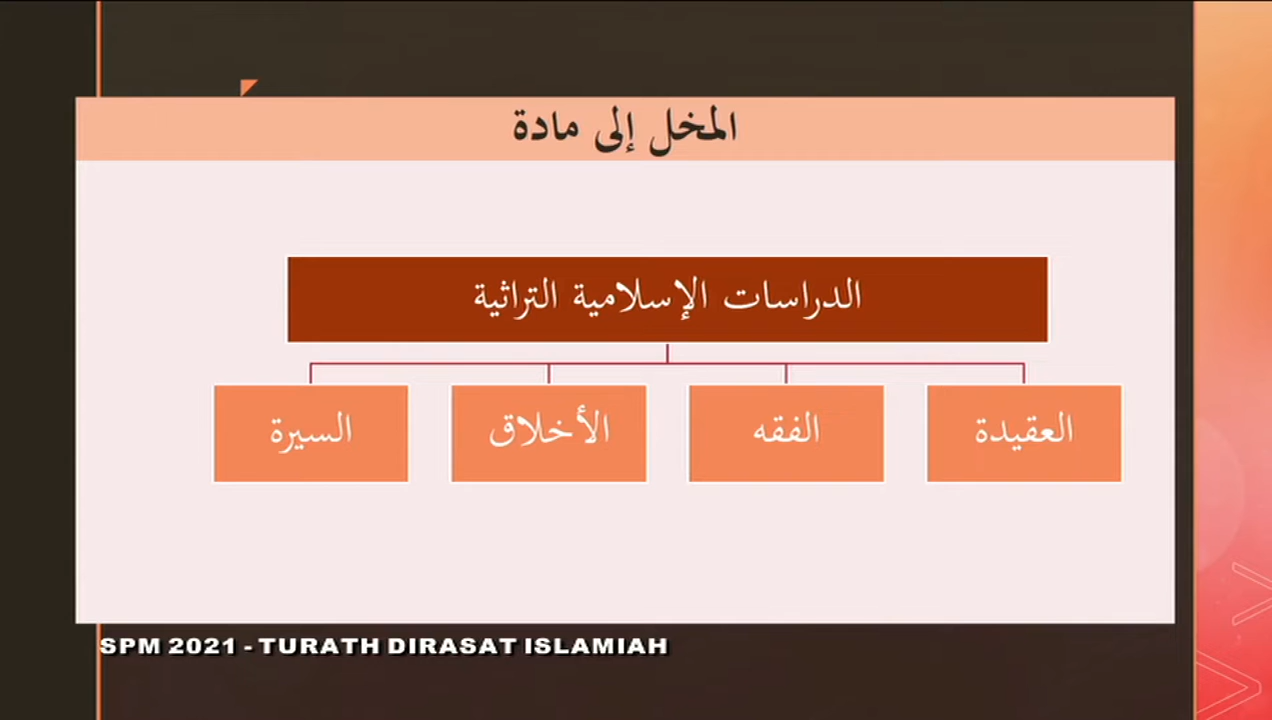 المخل إلى مادة
الدراسات الإسلامية التراثية
العقيدة
الفقه
الأخلاق
السيرة
SPM 2021 - TURATH DIRASAT ISLAMIAH